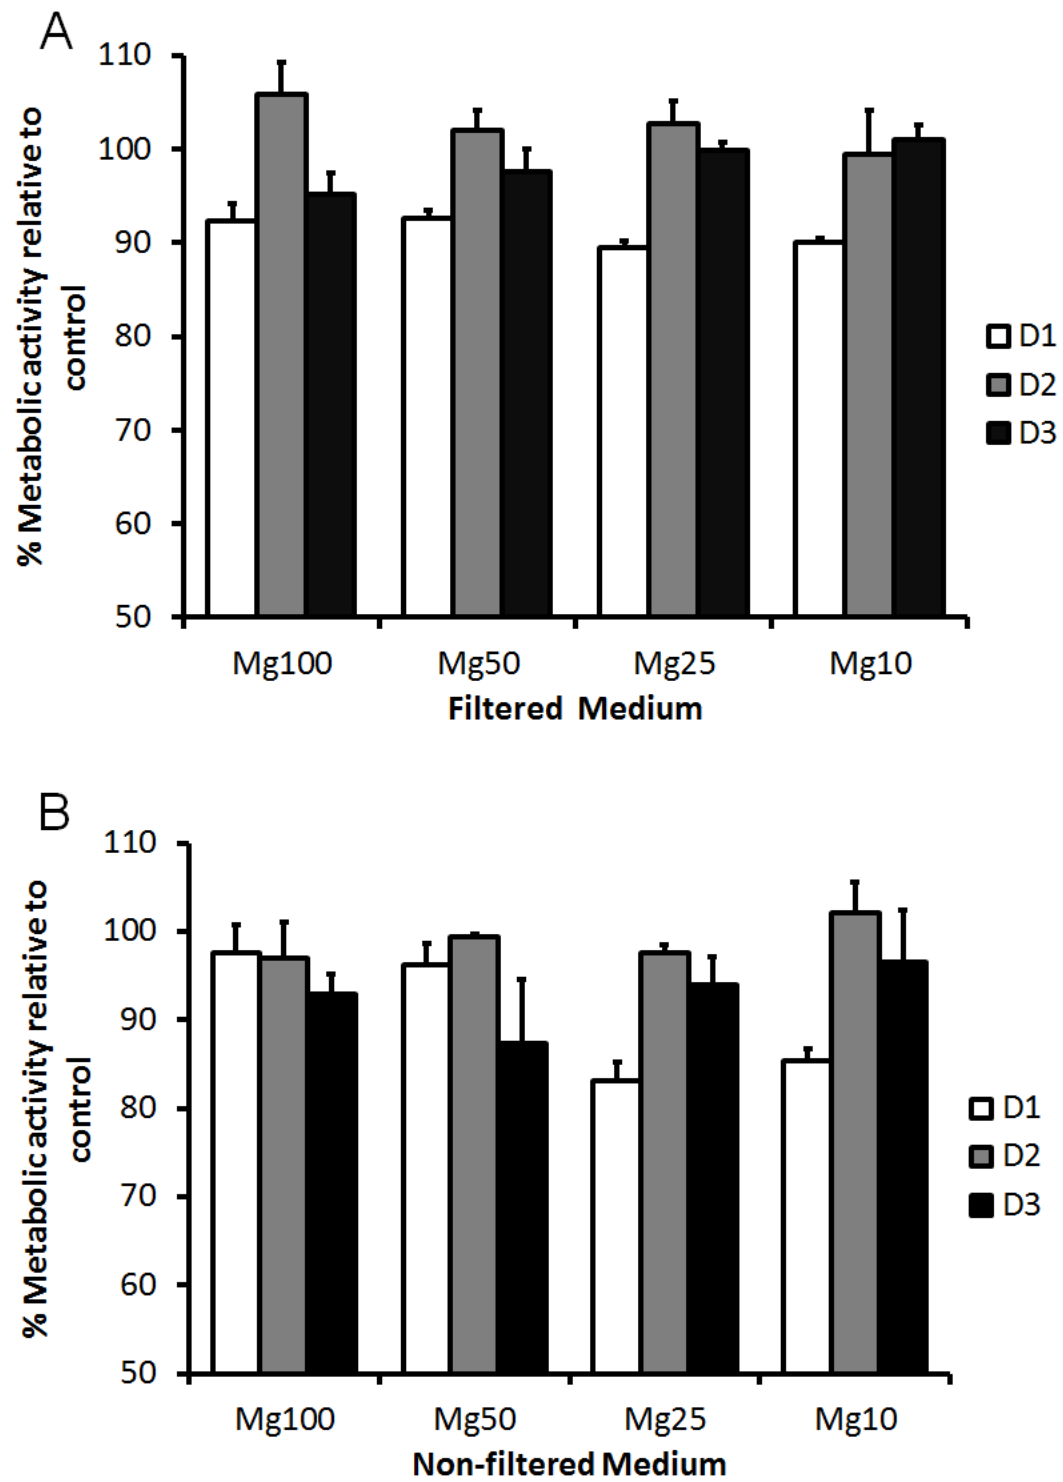 A
% Metabolic activity relative to
control
110
100
90
80
70
60
50
D1
D2
D3
Mg100 Mg50 Mg25 Mg10
Filtered Medium
B
% Metabolic activity relative to
control
110
100
90
80
70
60
50
D1
D2
D3
Mg100 Mg50 Mg25 Mg10
Non-filtered Medium